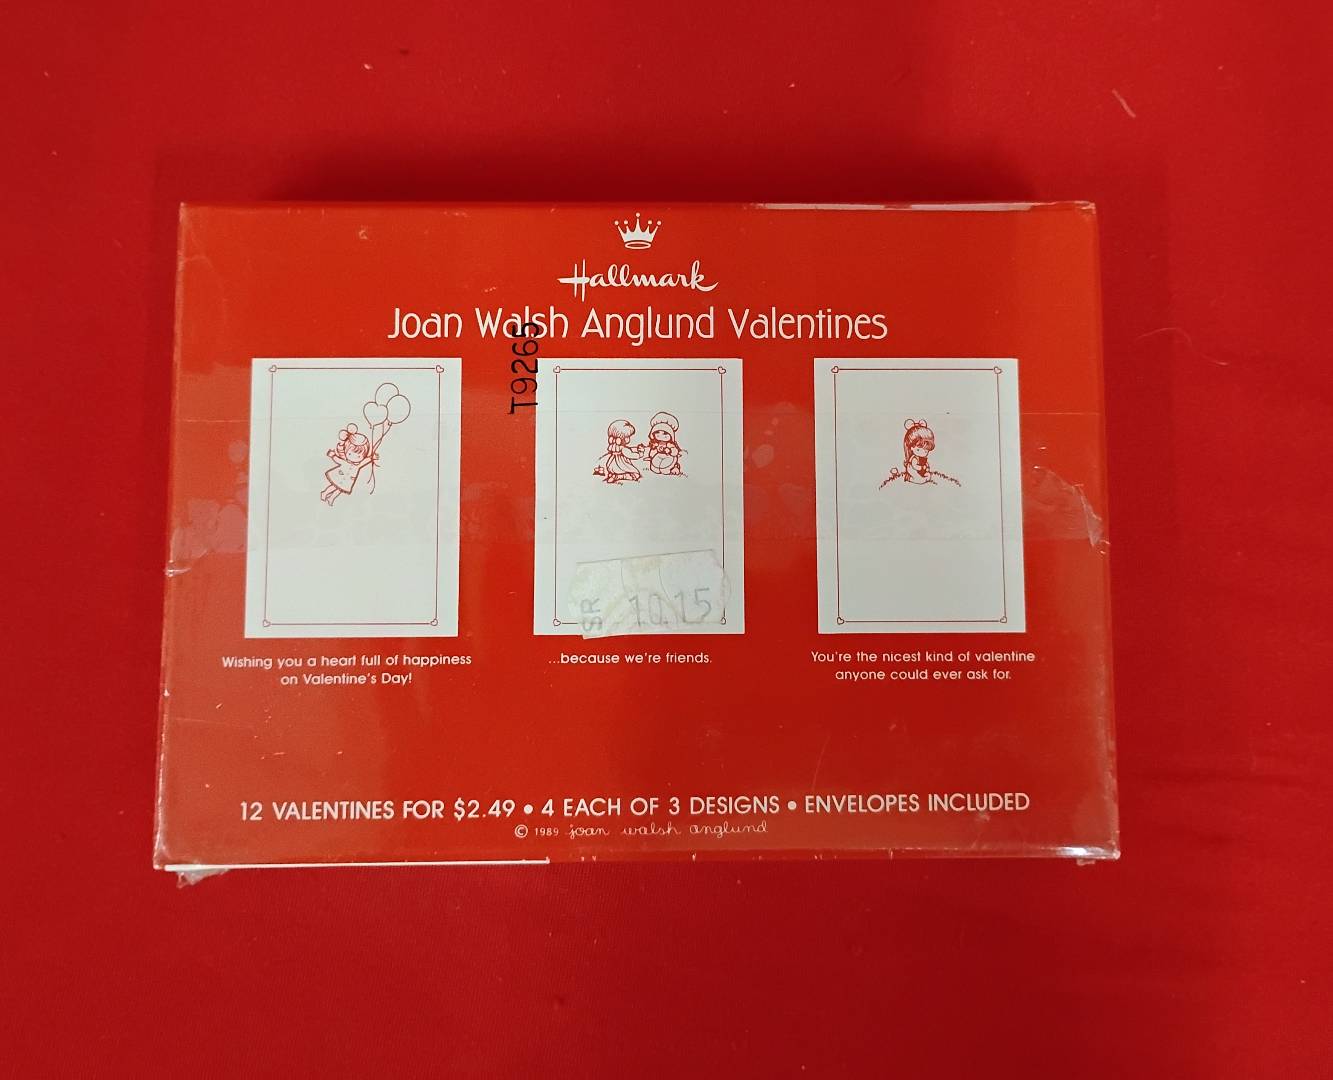 Hallmark
Joan Walsh Anglund Valentines
T9265
SR 10.15
Wishing you a heart full of happiness
on Valentine's Day!
...because we're friends.
You're the nicest kind of valentine
anyone could ever ask for.
12 VALENTINES FOR $2.49 • 4 EACH OF 3 DESIGNS • ENVELOPES INCLUDED
© 1989 joan walsh anglund